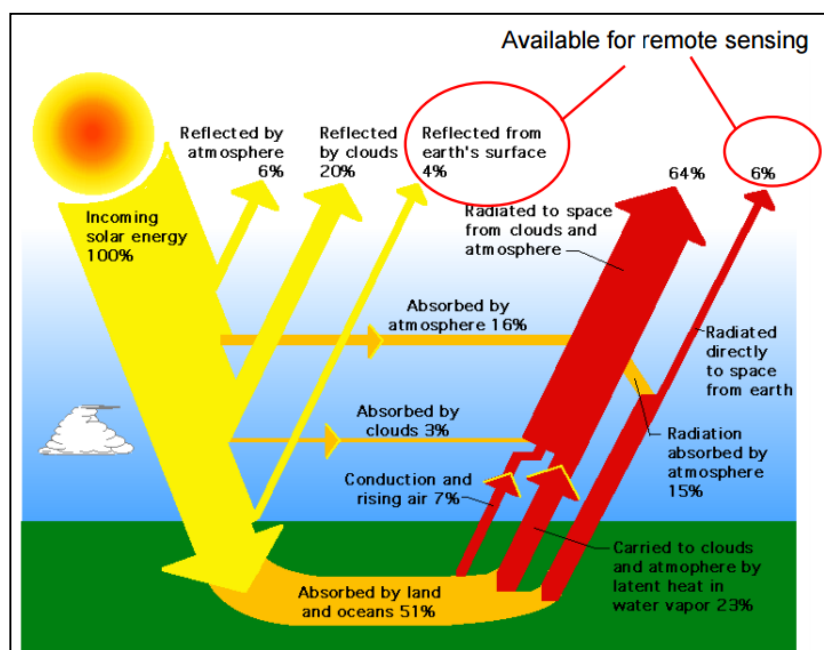 Available for remote sensing
Reflected by
atmosphere
6%
Reflected
by clouds
20%
Reflected from
earth's surface
4%
64%
6%
Incoming
solar energy
100%
Radiated to space
from clouds and
atmosphere
Absorbed by
atmosphere 16%
Radiated
directly
to space
from earth
Absorbed by
clouds 3%
Radiation
absorbed by
atmosphere
15%
Conduction and
rising air 7%
Carried to clouds
and atmophere by
latent heat in
water vapor 23%
Absorbed by land
and oceans 51%